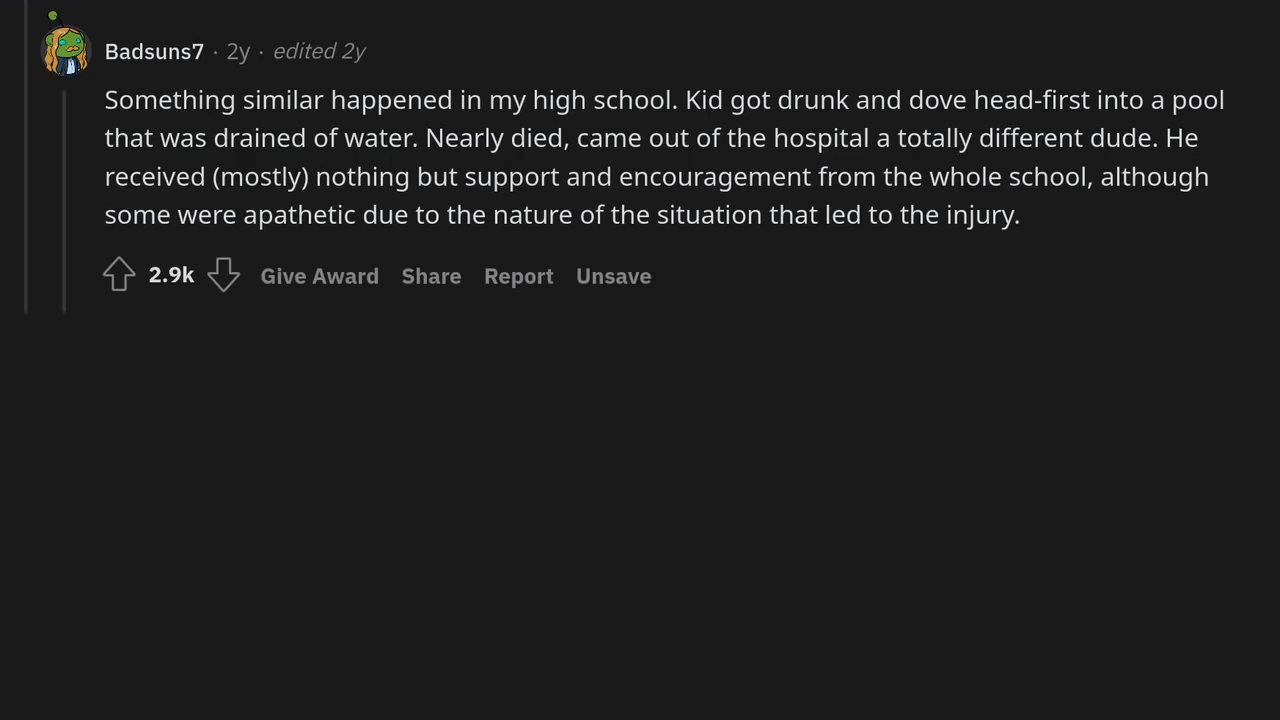 Badsuns7 · 2y · edited 2y
Something similar happened in my high school. Kid got drunk and dove head-first into a pool
that was drained of water. Nearly died, came out of the hospital a totally different dude. He
received (mostly) nothing but support and encouragement from the whole school, although
some were apathetic due to the nature of the situation that led to the injury.
2.9k Give Award Share Report Unsave